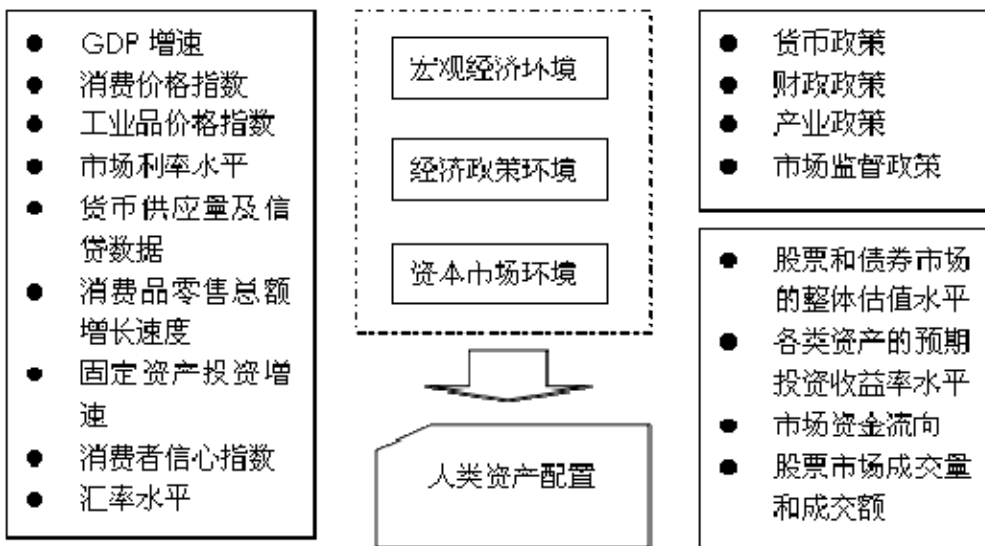 GDP 增速
消费价格指数
工业品价格指数
市场利率水平
货币供应量及信
贷数据
消费品零售总额
增长速度
固定资产投资增
速
消费者信心指数
汇率水平
宏观经济环境
经济政策环境
资本市场环境
人类资产配置
货币政策
财政政策
产业政策
市场监督政策
股票和债券市场
的整体估值水平
各类资产的预期
投资收益率水平
市场资金流向
股票市场成交量
和成交额